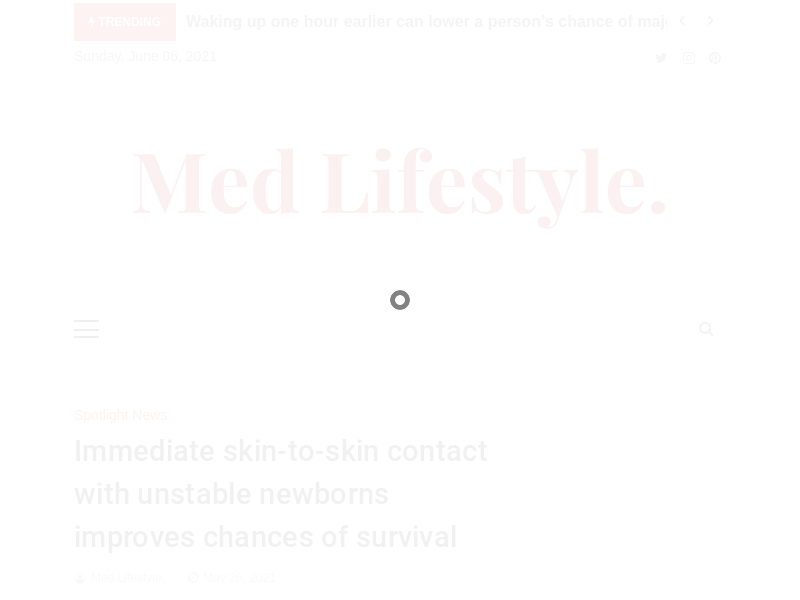 TRENDING
Waking up one hour earlier can lower a person's chance of maj
Sunday, June 06, 2021
Med Lifestyle.
Spotlight News
Immediate skin-to-skin contact
with unstable newborns
improves chances of survival
Med Lifestyle May 26, 2021